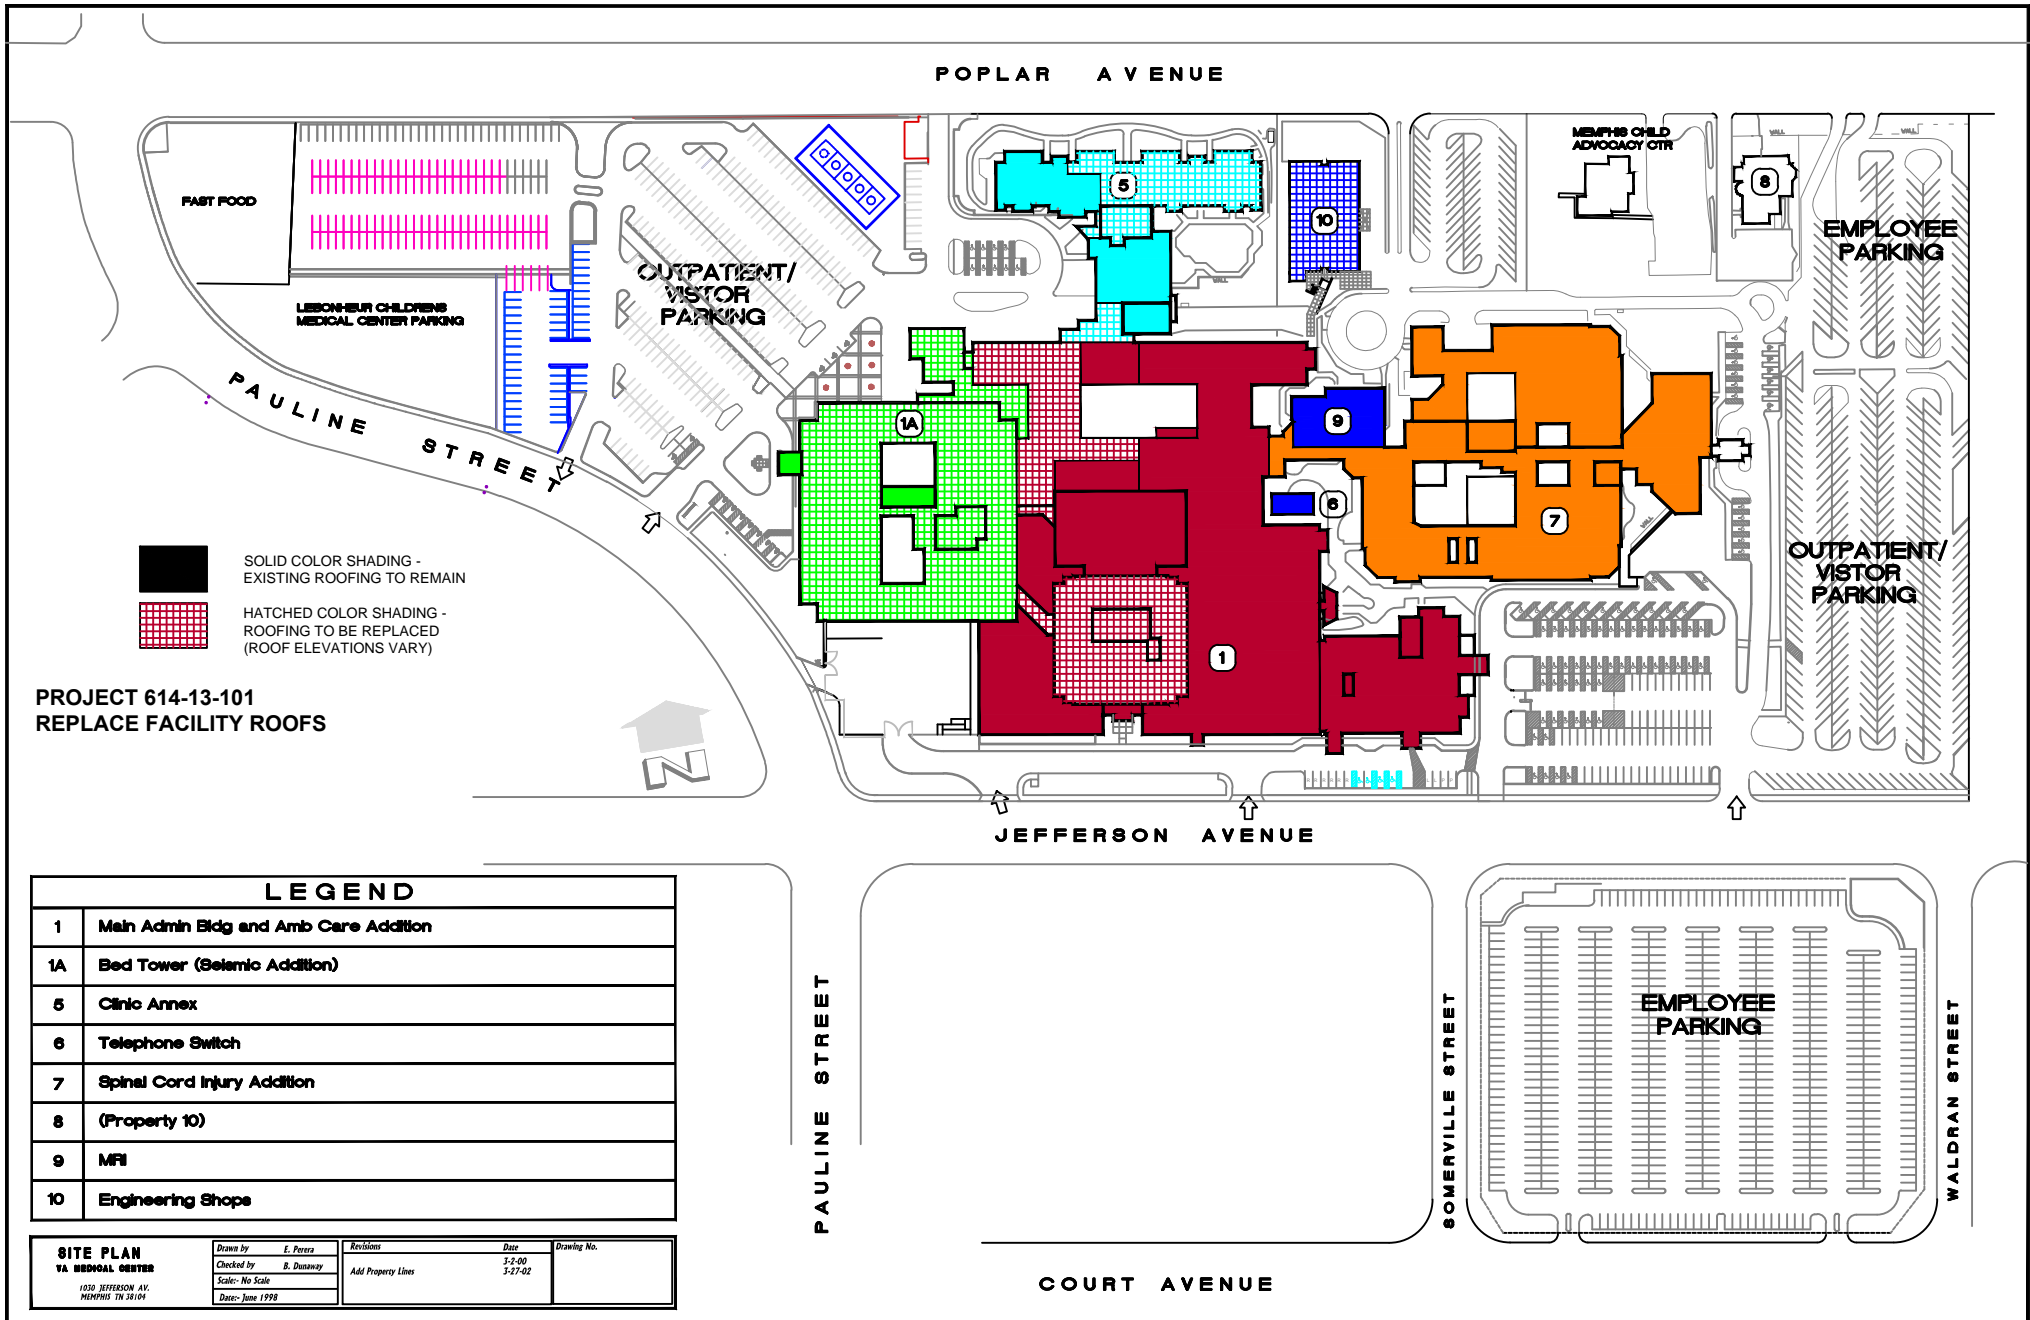 POPLAR AVENUE
MEMPHIS CHILD
ADVOCACY CTR
WALL
WALL
8
5
10
FAST FOOD
EMPLOYEE
PARKING
OUTPATIENT/
VISTOR
PARKING
LEBONHEUR CHILDRENS
MEDICAL CENTER PARKING
WALL
PAULINE STREET
1A
9
6
7
WALL
OUTPATIENT/
VISTOR
PARKING
SOLID COLOR SHADING -
EXISTING ROOFING TO REMAIN
HATCHED COLOR SHADING -
ROOFING TO BE REPLACED
(ROOF ELEVATIONS VARY)
1
PROJECT 614-13-101
REPLACE FACILITY ROOFS
N
JEFFERSON AVENUE
LEGEND
1 Main Admin Bldg and Amb Care Addition
1A Bed Tower (Seismic Addition)
5 Clinic Annex
6 Telephone Switch
7 Spinal Cord Injury Addition
8 (Property 10)
9 MRI
10 Engineering Shops
PAULINE STREET
SOMERVILLE STREET
EMPLOYEE
PARKING
WALDRAN STREET
SITE PLAN
VA MEDICAL CENTER
1030 JEFFERSON AV.
MEMPHIS TN 38104
Drawn by E. Perera
Checked by B. Dunaway
Scale:- No Scale
Date:- June 1998
Revisions Date
3-2-00
Add Property Lines 3-27-02
Drawing No.
COURT AVENUE